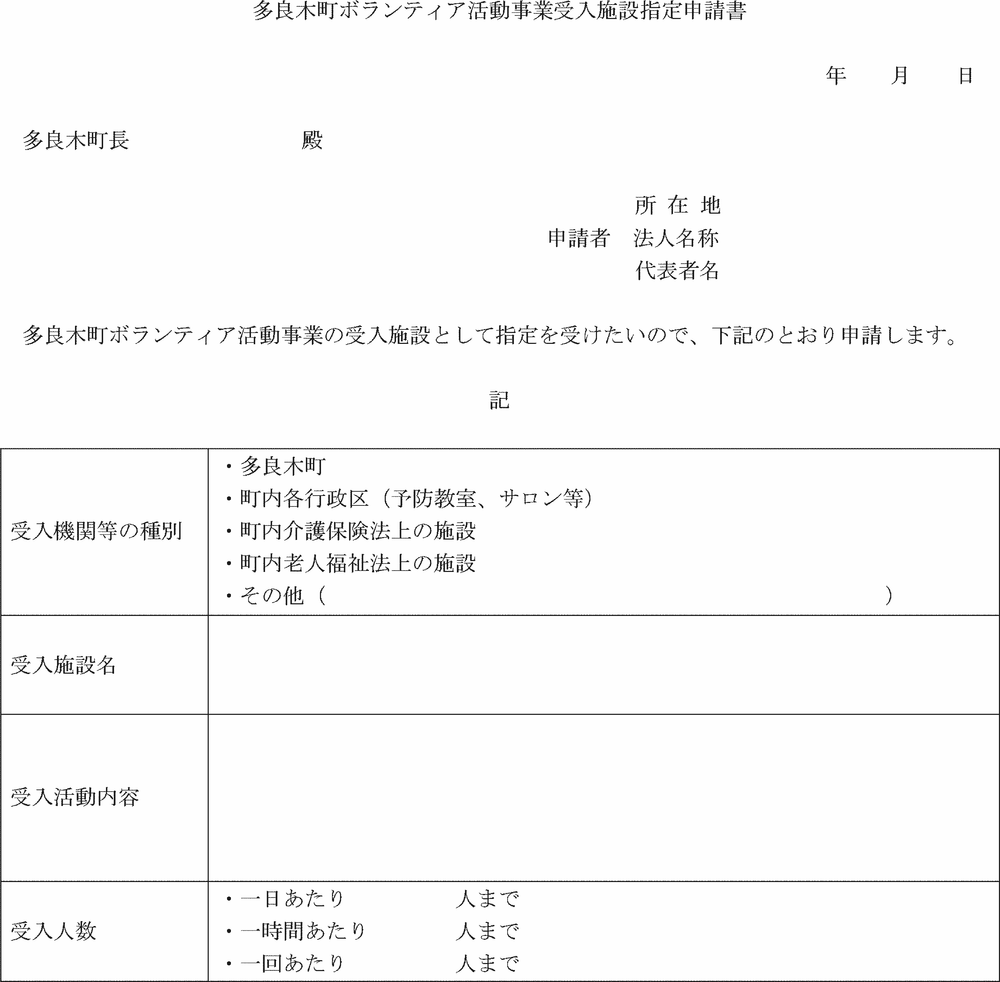 多良木町ボランティア活動事業受入施設指定申請書
年　　月　　日
多良木町長　　　　　　　　殿
所 在 地
申請者　法人名称
代表者名
多良木町ボランティア活動事業の受入施設として指定を受けたいので、下記のとおり申請します。
記
受入機関等の種別
・多良木町
・町内各行政区（予防教室、サロン等）
・町内介護保険法上の施設
・町内老人福祉法上の施設
・その他（　　　　　　　　　　　　　　　　　　　　　　　　　　）
受入施設名
受入活動内容
受入人数
・一日あたり　　　　　人まで
・一時間あたり　　　　人まで
・一回あたり　　　　　人まで